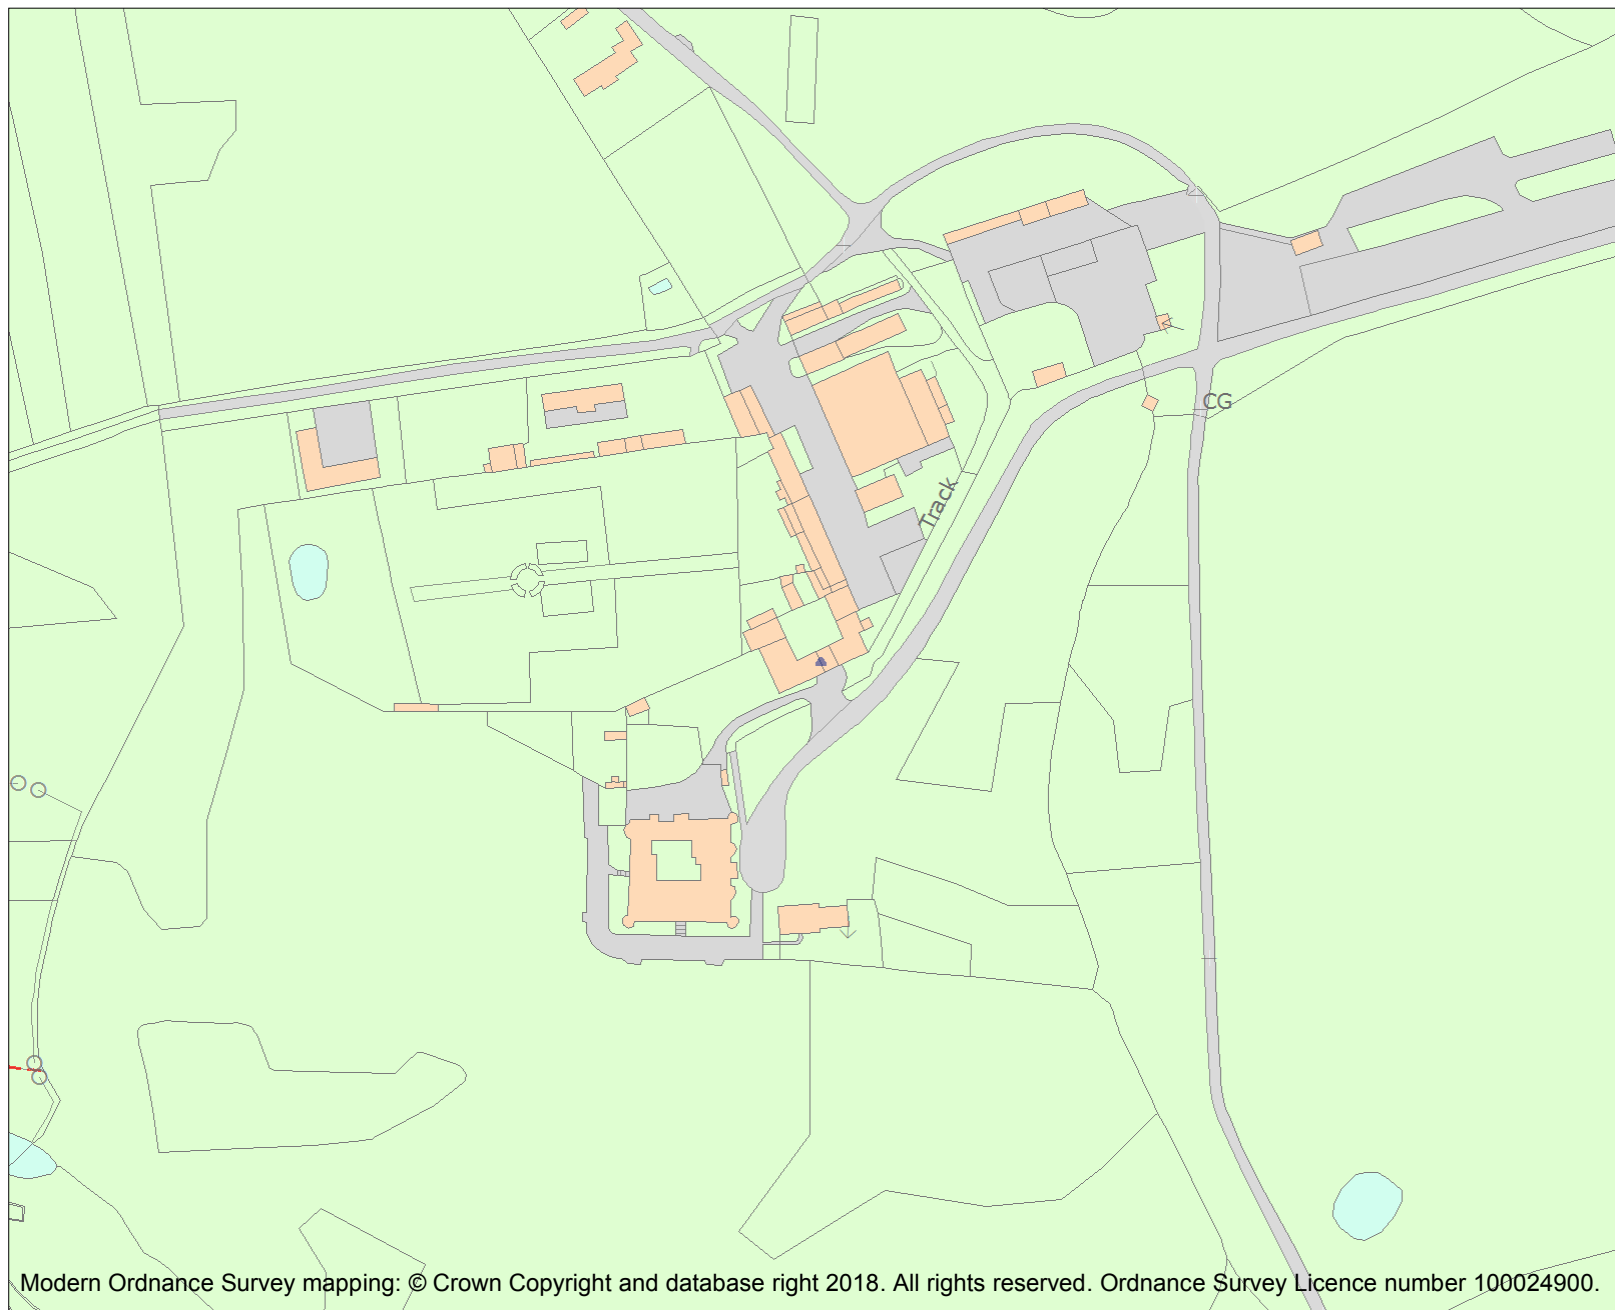 CG
Track
Modern Ordnance Survey mapping: © Crown Copyright and database right 2018. All rights reserved. Ordnance Survey Licence number 100024900.